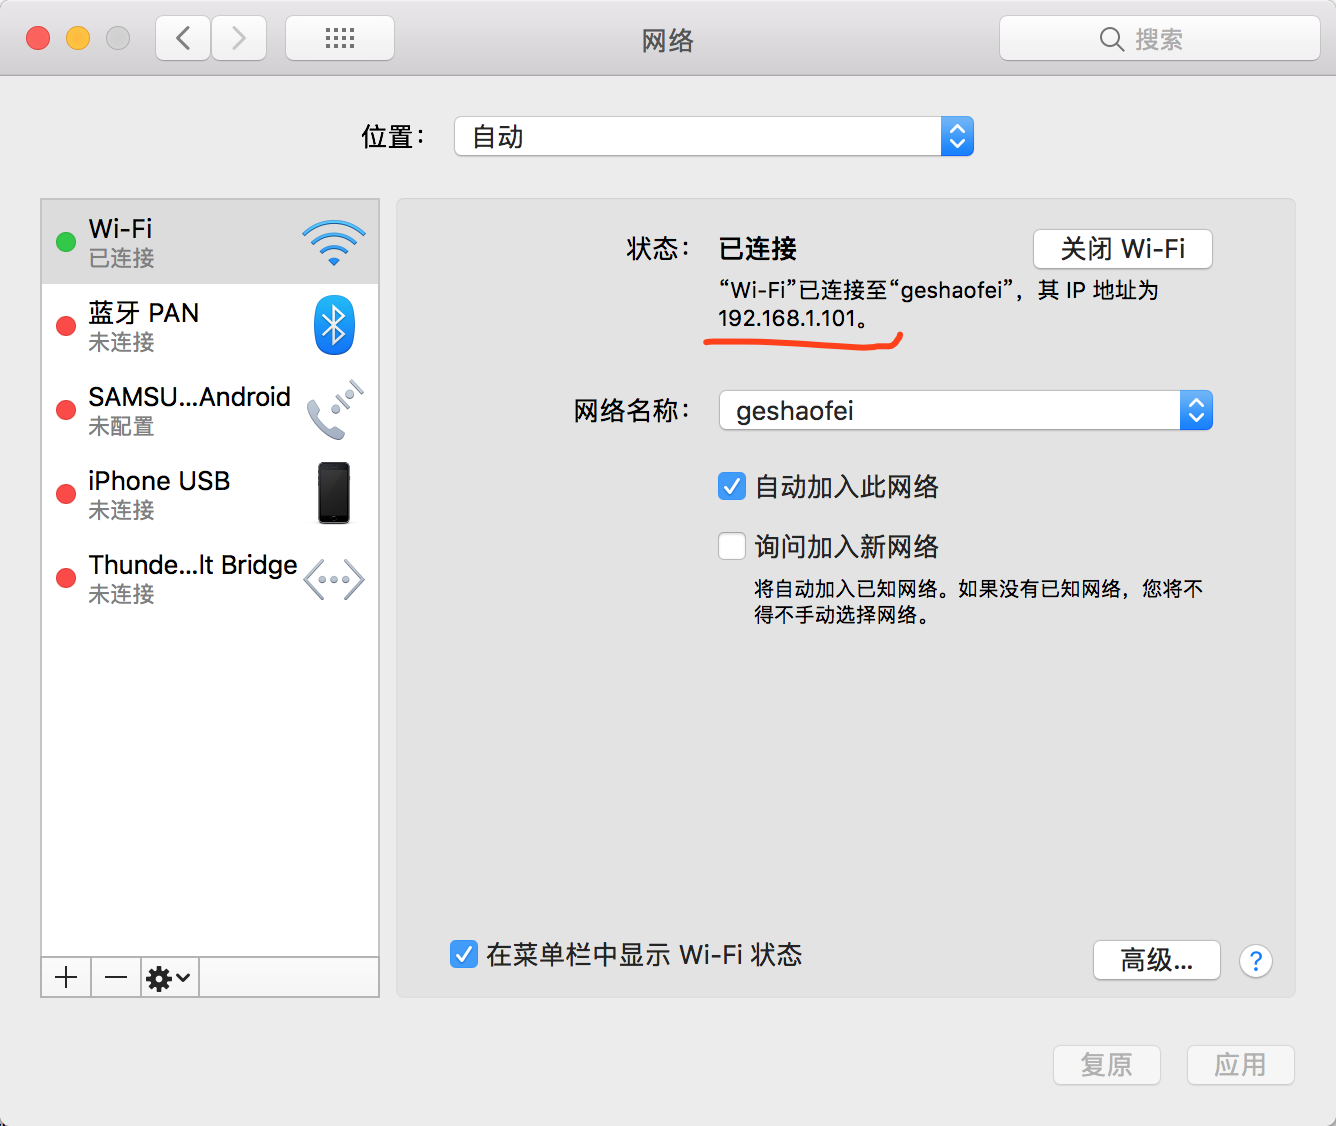 网络
搜索
位置：
自动
Wi-Fi
已连接
蓝牙 PAN
未连接
SAMSU...Android
未配置
iPhone USB
未连接
Thunde...lt Bridge
未连接
状态：
已连接
关闭 Wi-Fi
“Wi-Fi”已连接至“geshaofei”，其 IP 地址为
192.168.1.101。
网络名称：
geshaofei
自动加入此网络
询问加入新网络
将自动加入已知网络。如果没有已知网络，您将不
得不手动选择网络。
在菜单栏中显示 Wi-Fi 状态
高级...
?
复原
应用